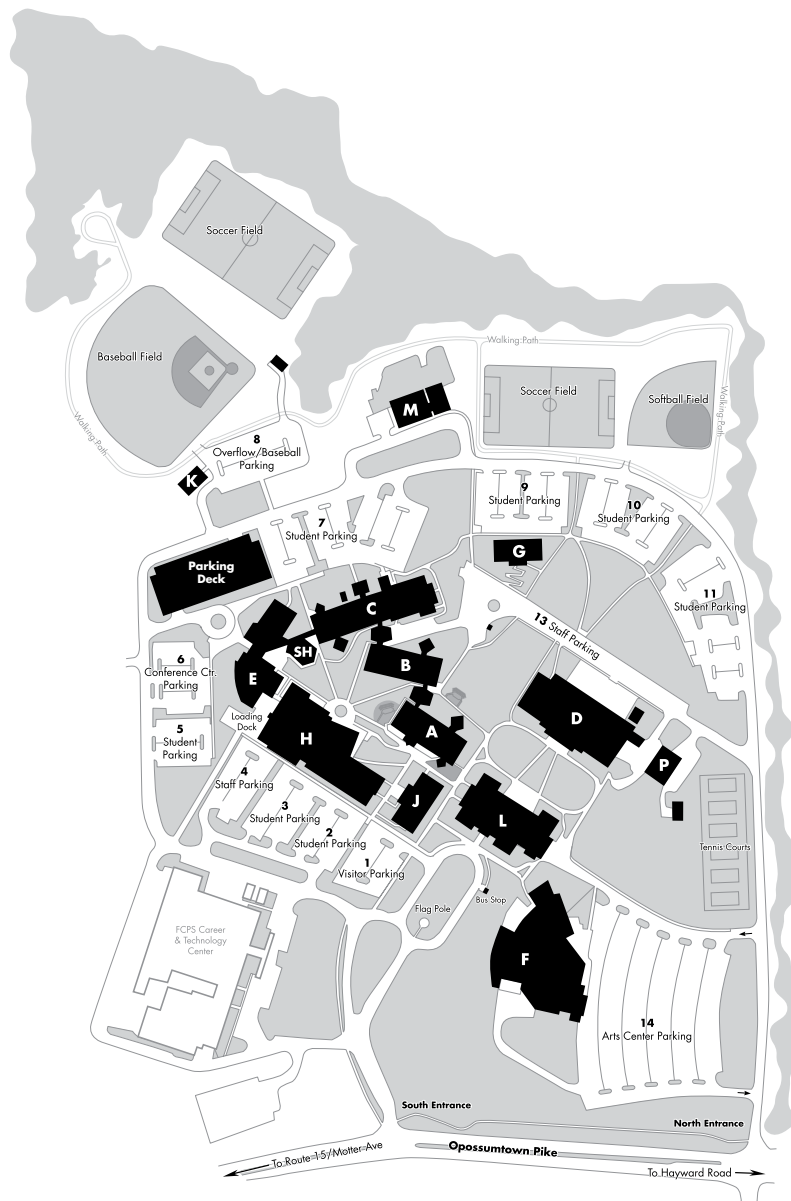 Soccer Field
Walking Path
Baseball Field
Soccer Field
Softball Field
Walking Path
M
Walking Path
8
Overflow/Baseball
Parking
K
9
Student Parking
10
Student Parking
7
Student Parking
G
Parking
Deck
11
Student Parking
C
13 Staff Parking
SH
B
6
Conference Ctr.
Parking
E
Loading
Dock
D
A
H
5
Student
Parking
P
4
Staff Parking
J
3
Student Parking
L
2
Student Parking
Tennis Courts
1
Visitor Parking
Bus Stop
Flag Pole
FCPS Career
& Technology
Center
F
14
Arts Center Parking
South Entrance
North Entrance
Opossumtown Pike
To Route 15/Motter Ave
To Hayward Road